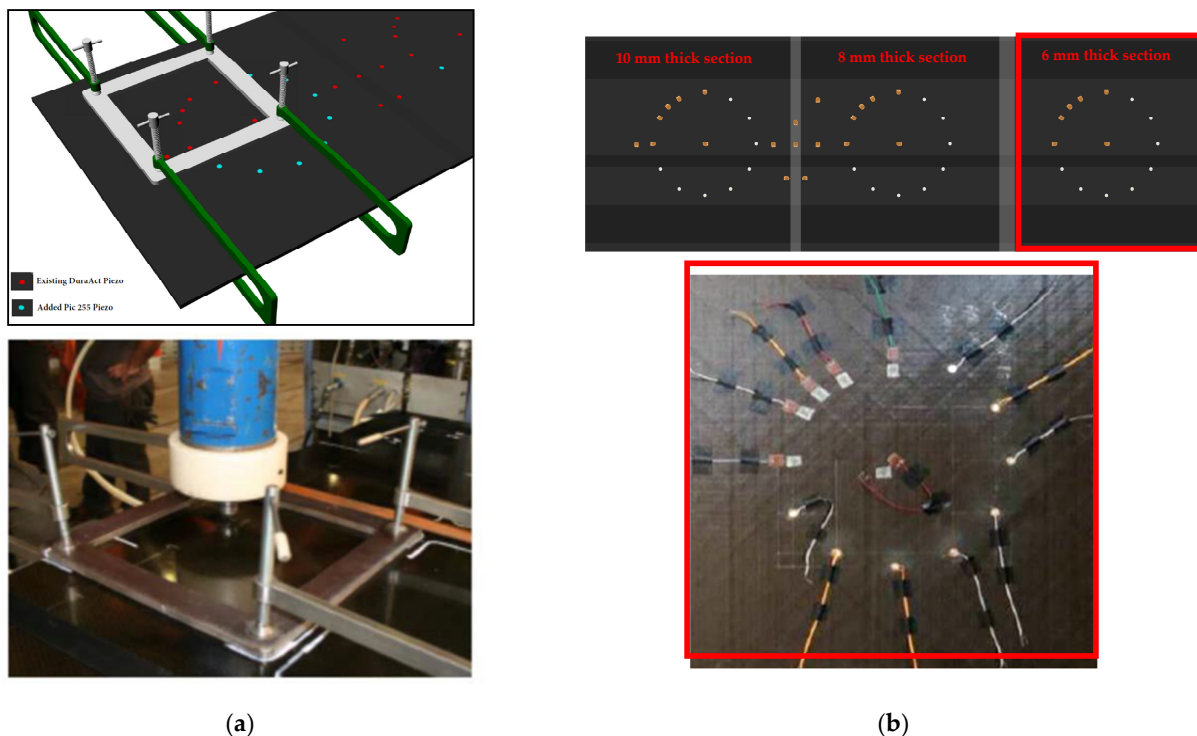 10 mm thick section
8 mm thick section
6 mm thick section
Existing DuraAct Piezo
Added Pic 255 Piezo
(a)
(b)